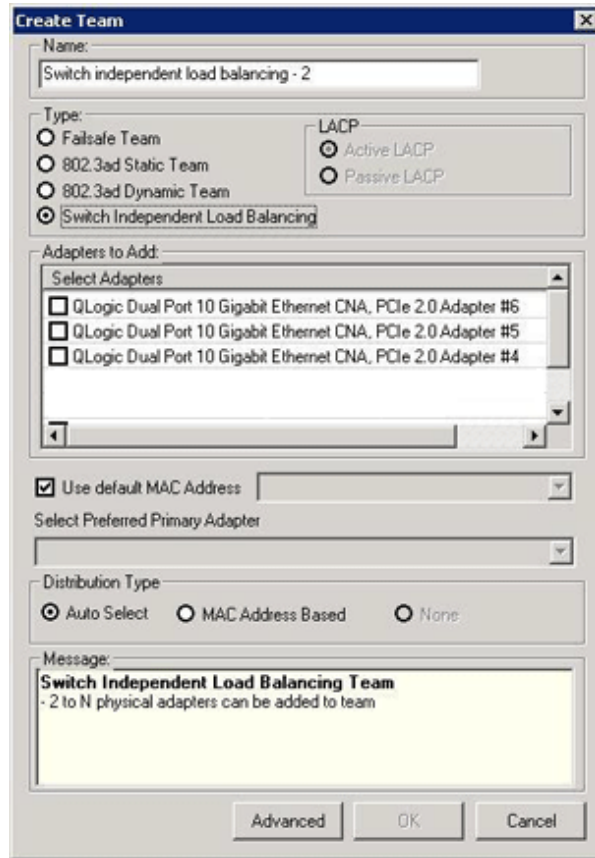 Create Team
Name:
Switch independent load balancing - 2
Type:
Failsafe Team
802.3ad Static Team
802.3ad Dynamic Team
Switch Independent Load Balancing
LACP
Active LACP
Passive LACP
Adapters to Add:
Select Adapters
QLogic Dual Port 10 Gigabit Ethernet CNA, PCIe 2.0 Adapter #6
QLogic Dual Port 10 Gigabit Ethernet CNA, PCIe 2.0 Adapter #5
QLogic Dual Port 10 Gigabit Ethernet CNA, PCIe 2.0 Adapter #4
Use default MAC Address
Select Preferred Primary Adapter
Distribution Type
Auto Select
MAC Address Based
None
Message:
Switch Independent Load Balancing Team
- 2 to N physical adapters can be added to team
Advanced
OK
Cancel